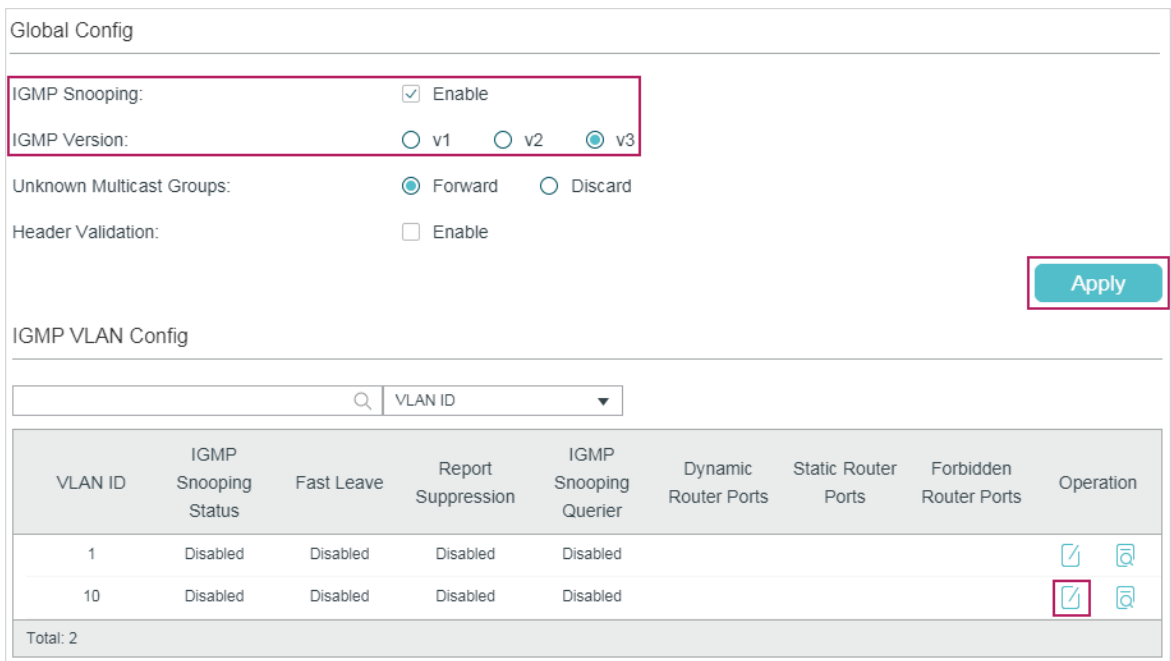 Global Config
IGMP Snooping: Enable
IGMP Version: v1 v2 v3
Unknown Multicast Groups: Forward Discard
Header Validation: Enable
Apply
IGMP VLAN Config
VLAN ID
VLAN ID IGMP Snooping Status Fast Leave Report Suppression IGMP Snooping Querier Dynamic Router Ports Static Router Ports Forbidden Router Ports Operation
1 Disabled Disabled Disabled Disabled
10 Disabled Disabled Disabled Disabled
Total: 2